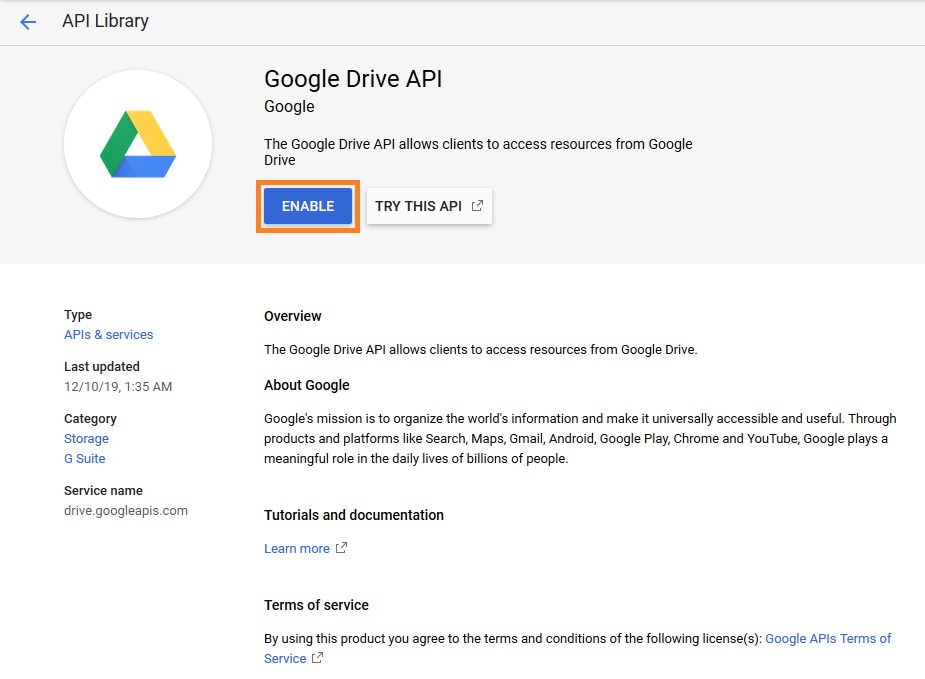 API Library
Google Drive API
Google
The Google Drive API allows clients to access resources from Google
Drive
ENABLE
TRY THIS API
Type
APIs & services
Last updated
12/10/19, 1:35 AM
Category
Storage
G Suite
Service name
drive.googleapis.com
Overview
The Google Drive API allows clients to access resources from Google Drive.
About Google
Google's mission is to organize the world's information and make it universally accessible and useful. Through
products and platforms like Search, Maps, Gmail, Android, Google Play, Chrome and YouTube, Google plays a
meaningful role in the daily lives of billions of people.
Tutorials and documentation
Learn more
Terms of service
By using this product you agree to the terms and conditions of the following license(s): Google APIs Terms of
Service